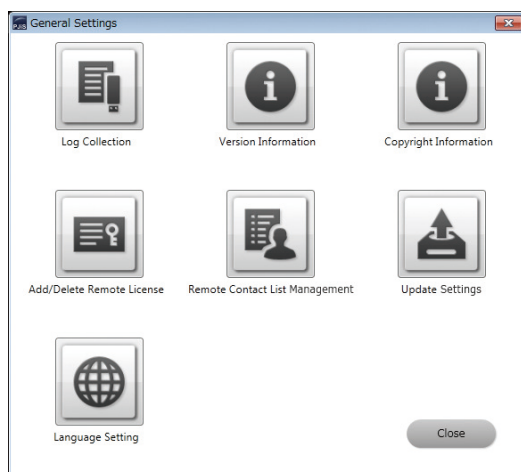 PJIIS General Settings
Log Collection
Version Information
Copyright Information
Add/Delete Remote License
Remote Contact List Management
Update Settings
Language Setting
Close